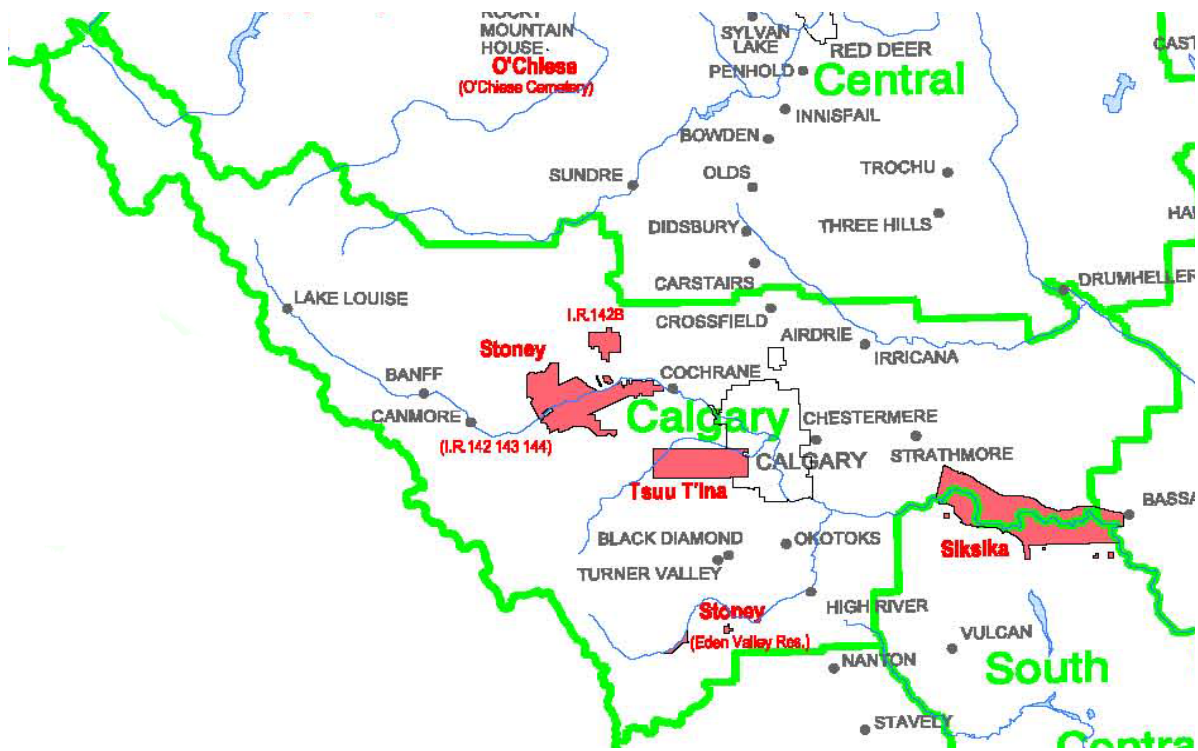 ROCKY
MOUNTAIN
HOUSE
O'Chiese
(O'Chiese Cemetery)
SYLVAN
LAKE
RED DEER
PENHOLD
Central
INNISFAIL
BOWDEN
SUNDRE
OLDS
TROCHU
DIDSBURY
THREE HILLS
CARSTAIRS
DRUMHELLER
LAKE LOUISE
I.R.142B
CROSSFIELD
AIRDRIE
IRRICANA
Stoney
BANFF
COCHRANE
CANMORE
Calgary
CHESTERMERE
(I.R.142 143 144)
STRATHMORE
CALGARY
Tsuu T'Ina
BASSA
BLACK DIAMOND
OKOTOKS
Siksika
TURNER VALLEY
Stoney
HIGH RIVER
(Eden Valley Res.)
VULCAN
NANTON
South
STAVELY
Centra